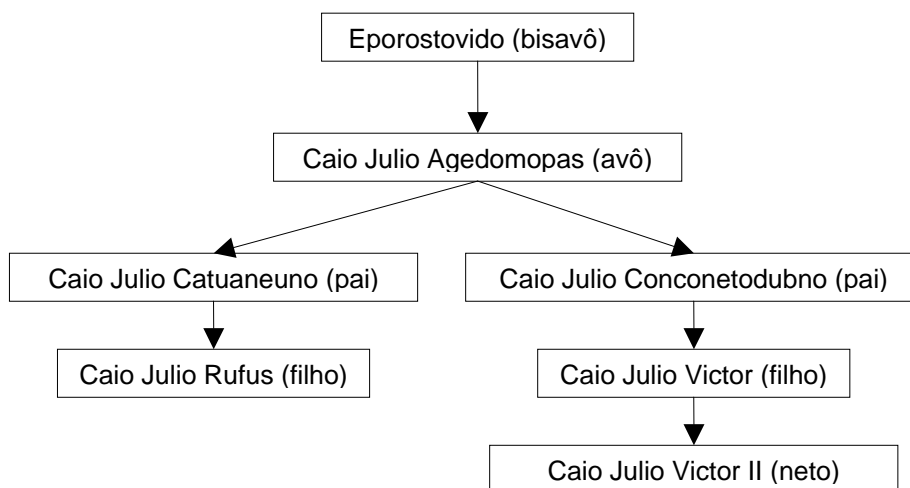 Eporostovido (bisavô)
Caio Julio Agedomopas (avô)
Caio Julio Catuaneuno (pai)
Caio Julio Conconetodubno (pai)
Caio Julio Rufus (filho)
Caio Julio Victor (filho)
Caio Julio Victor II (neto)